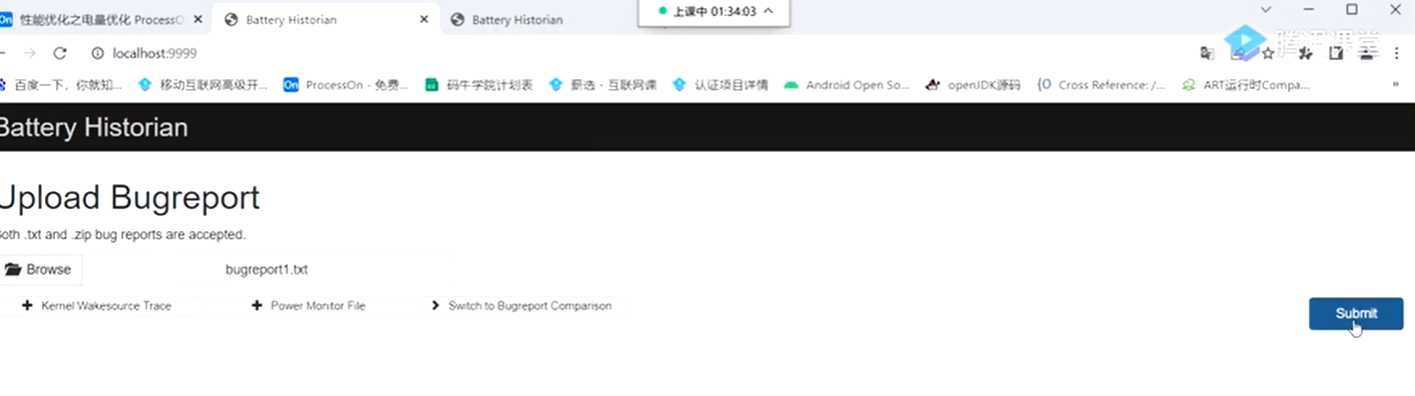 On 性能优化之电量优化 ProcessO
Battery Historian
Battery Historian
上课中 01:34:03
localhost:9999
腾讯课堂
百度一下，你就知...
移动互联网高级开...
On ProcessOn - 免费...
码牛学院计划表
薪选 - 互联网课
认证项目详情
Android Open So...
openJDK源码
{O Cross Reference: /...
ART运行时Compa...
»
Battery Historian
Upload Bugreport
Both .txt and .zip bug reports are accepted.
Browse
bugreport1.txt
Kernel Wakesource Trace
Power Monitor File
Switch to Bugreport Comparison
Submit